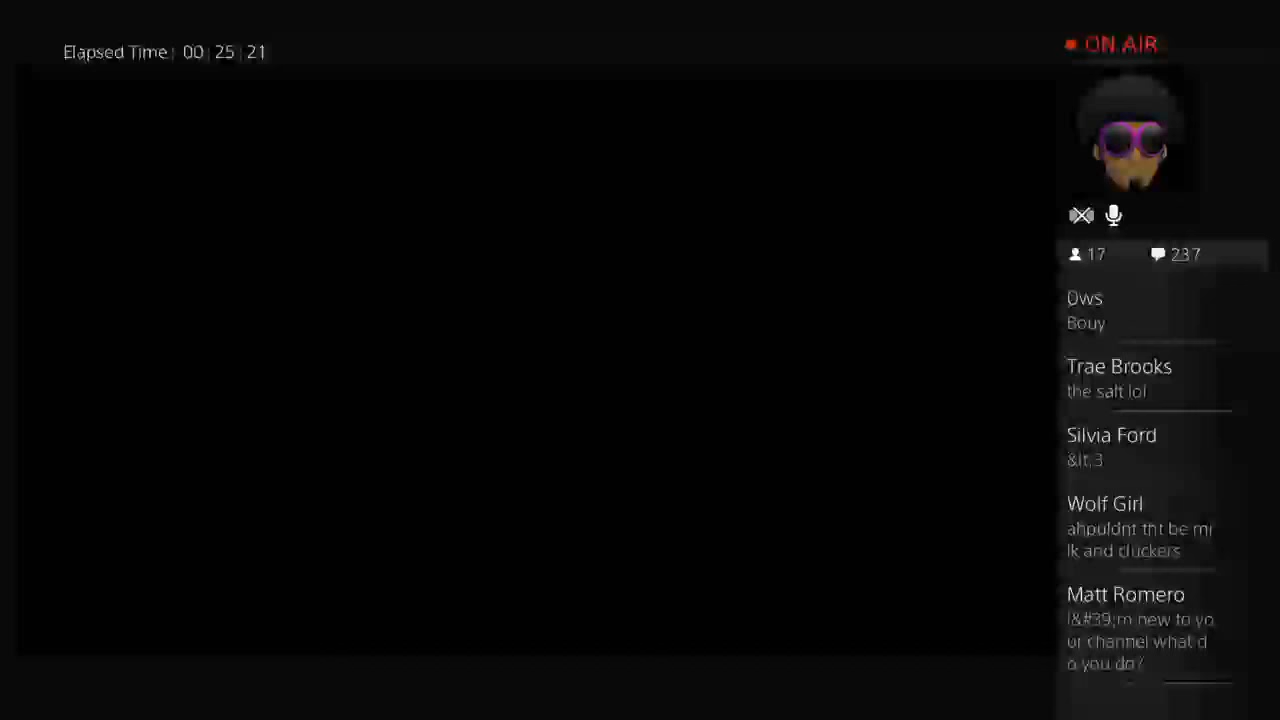 Elapsed Time: 00:25:21
ON AIR
17 237
Ows
Bouy
Trae Brooks
the salt lol
Silvia Ford
&lt;3
Wolf Girl
ahpuldnt tht be mi
lk and cluckers
Matt Romero
I&#39;m new to yo
ur channel what d
o you do?